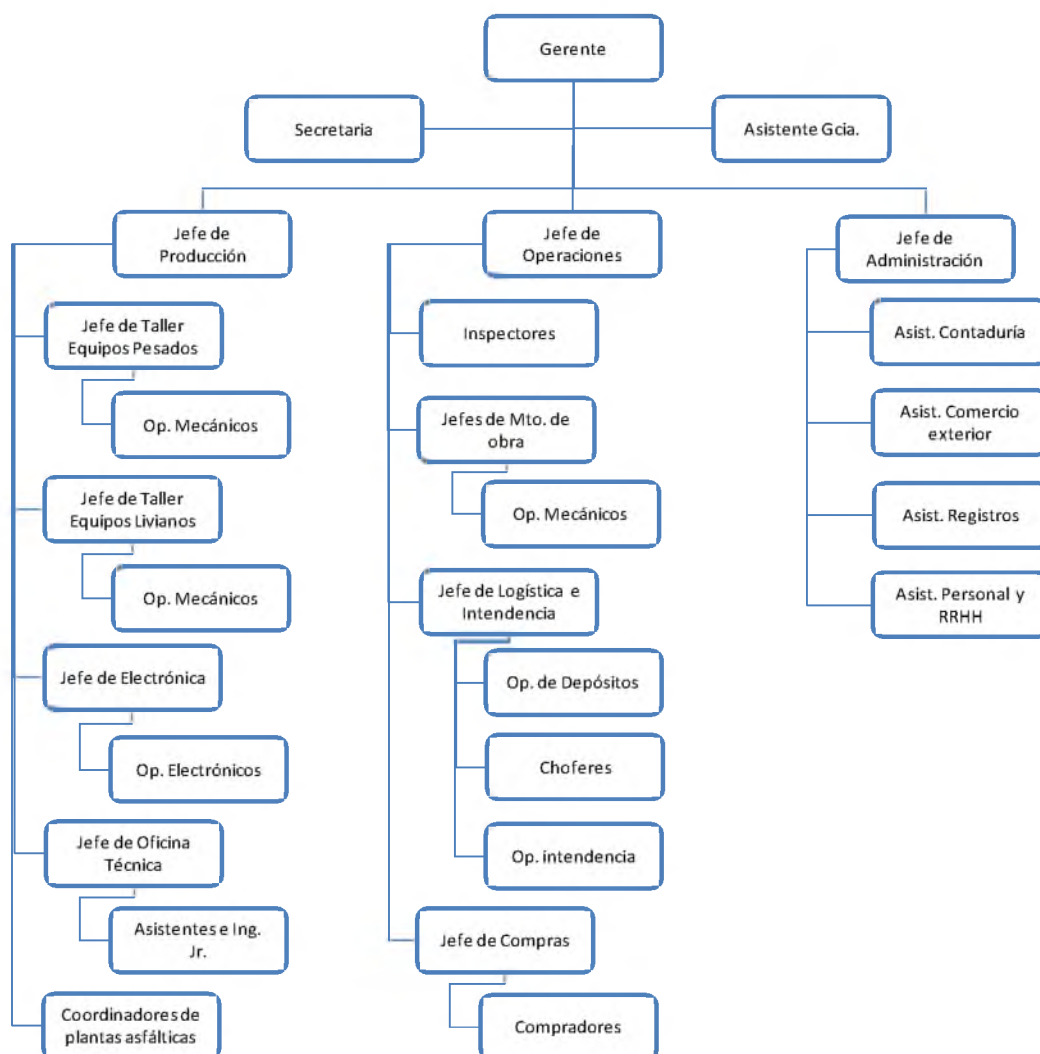 Gerente
Secretaria
Asistente Gcia.
Jefe de
Producción
Jefe de Taller
Equipos Pesados
Op. Mecánicos
Jefe de Taller
Equipos Livianos
Op. Mecánicos
Jefe de Electrónica
Op. Electrónicos
Jefe de Oficina
Técnica
Asistentes e Ing.
Jr.
Coordinadores de
plantas asfálticas
Jefe de
Operaciones
Inspectores
Jefes de Mto. de
obra
Op. Mecánicos
Jefe de Logística e
Intendencia
Op. de Depósitos
Choferes
Op. intendencia
Jefe de Compras
Compradores
Jefe de
Administración
Asist. Contaduría
Asist. Comercio
exterior
Asist. Registros
Asist. Personal y
RRHH